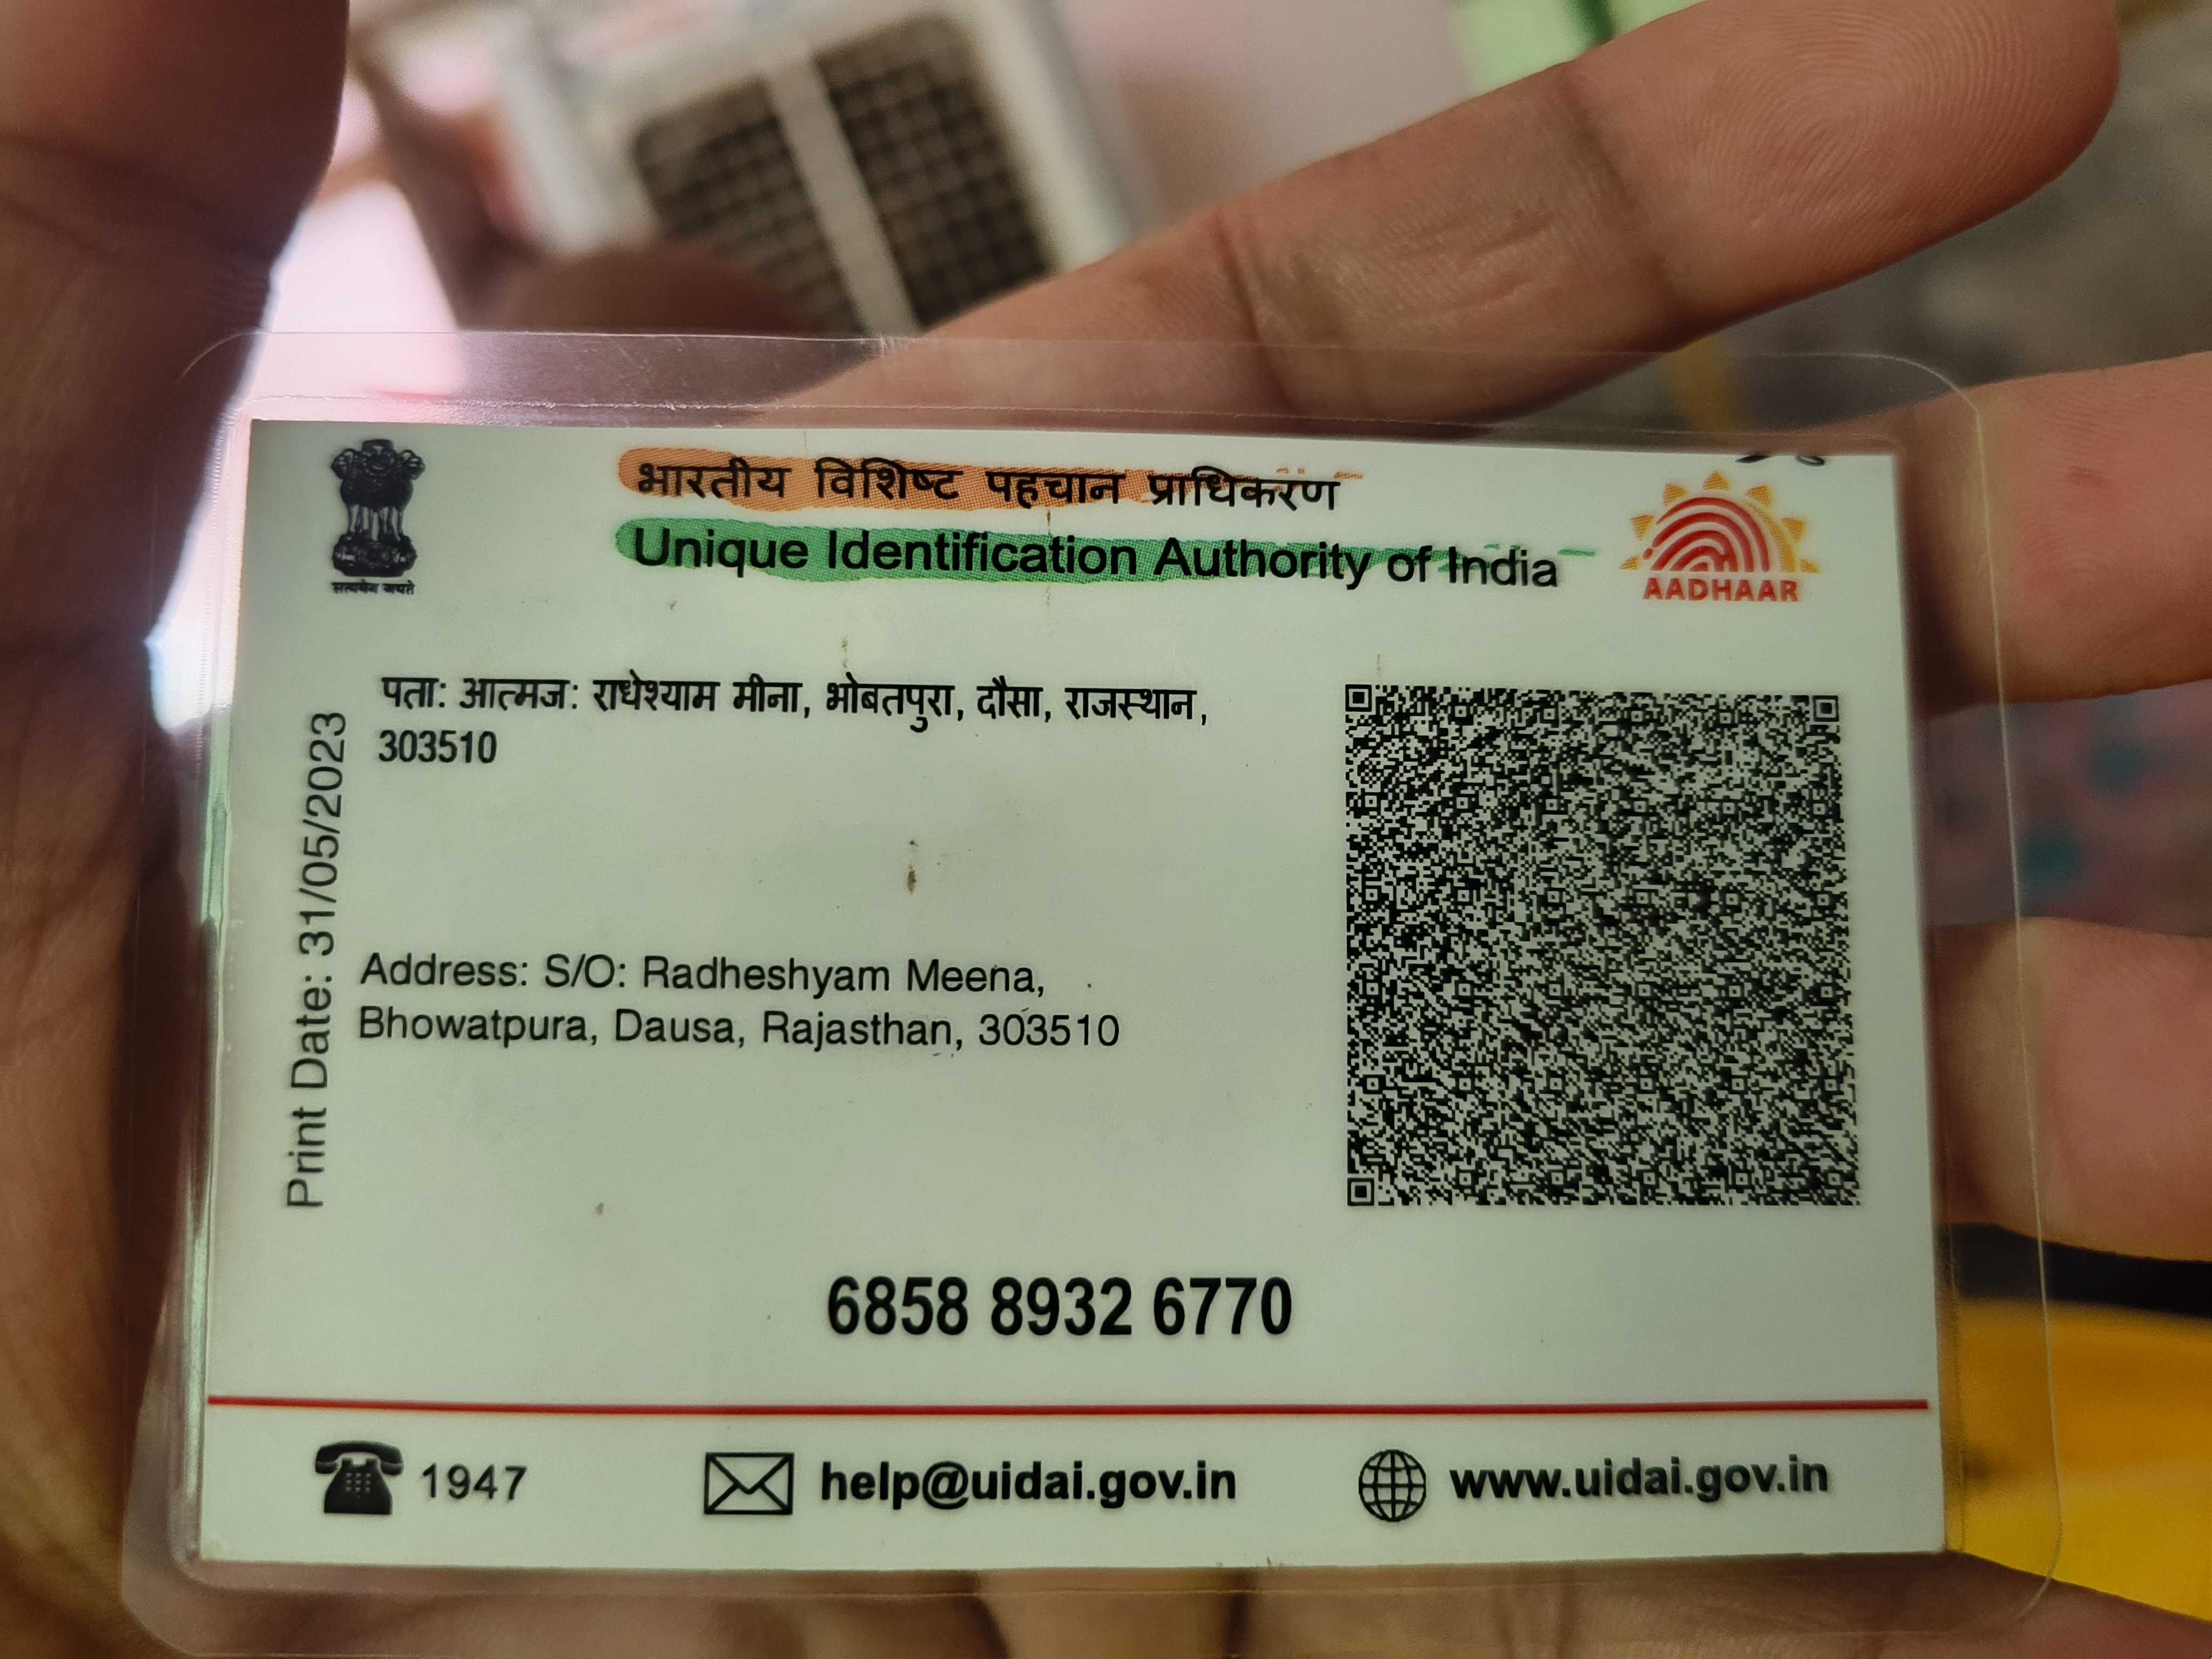 भारतीय विशिष्ट पहचान प्राधिकरण
Unique Identification Authority of India
सत्यमेव जयते
AADHAAR
पता: आत्मज: राधेश्याम मीना, भोबतपुरा, दौसा, राजस्थान,
303510
Print Date: 31/05/2023
Address: S/O: Radheshyam Meena,
Bhowatpura, Dausa, Rajasthan, 303510
6858 8932 6770
1947
help@uidai.gov.in
www.uidai.gov.in